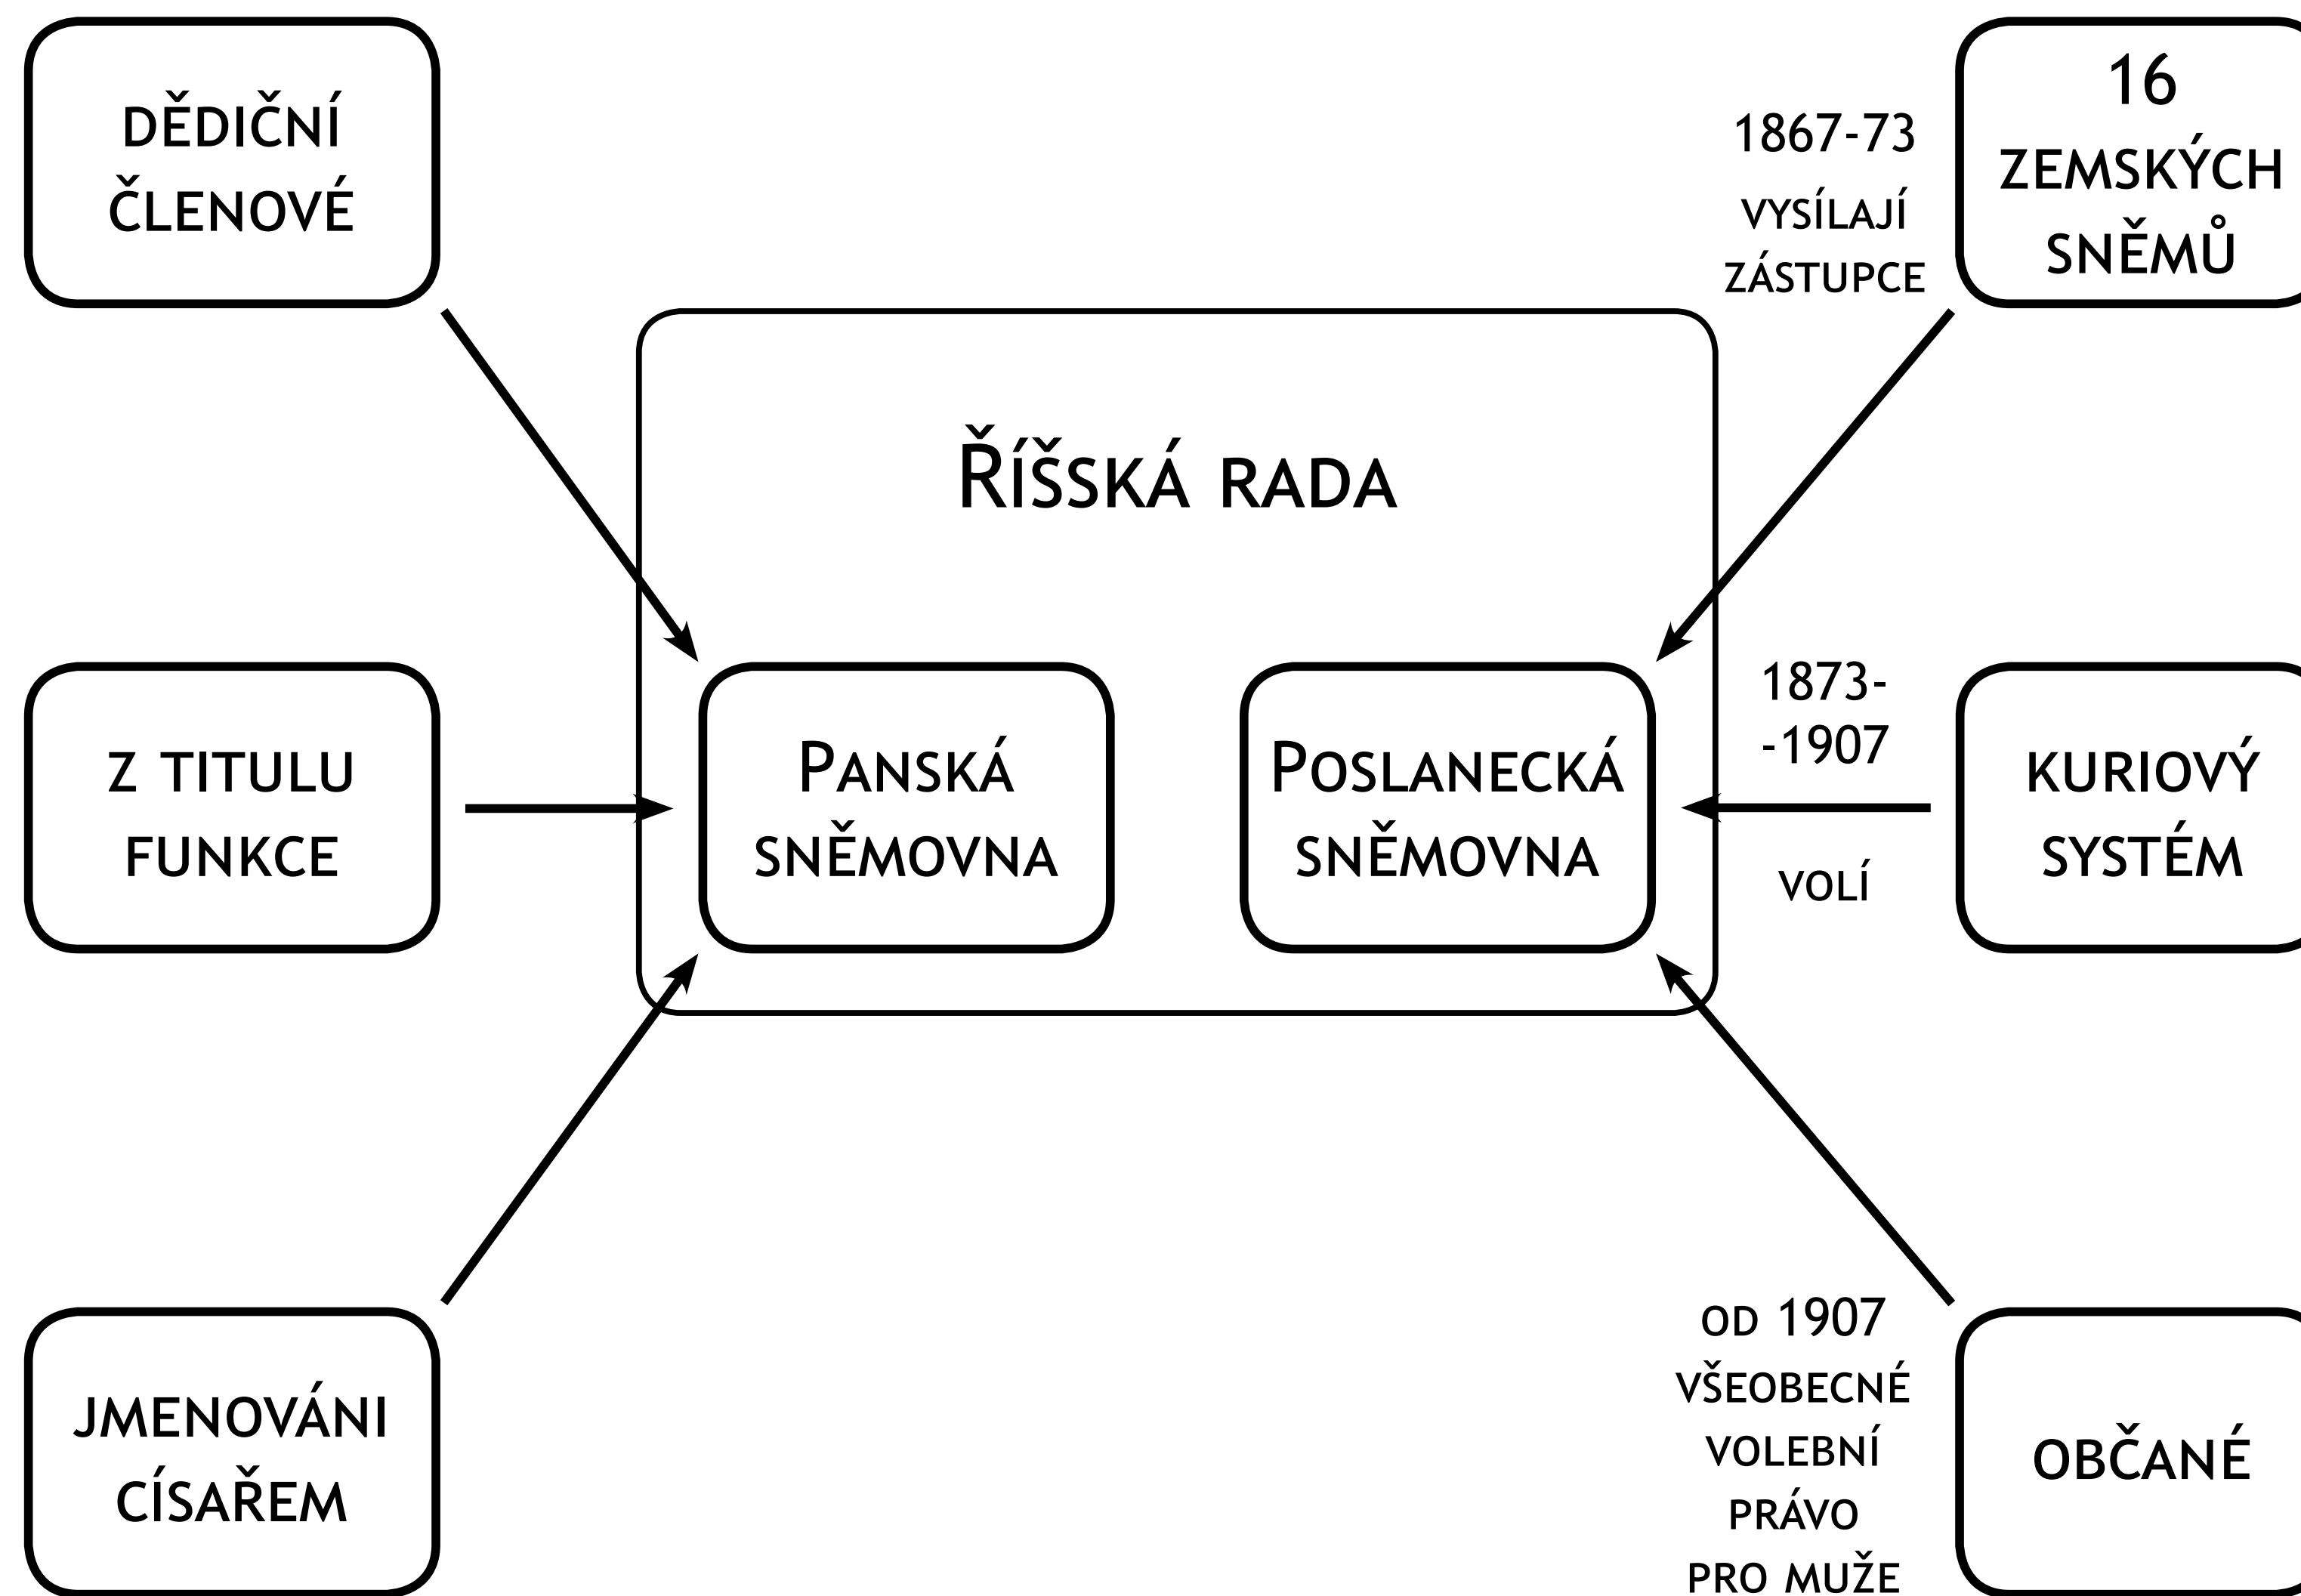 DĚDIČNÍ
ČLENOVÉ
1867-73
VYSÍLAJÍ
ZÁSTUPCE
16
ZEMSKÝCH
SNĚMŮ
ŘÍŠSKÁ RADA
Z TITULU
FUNKCE
PANSKÁ
SNĚMOVNA
POSLANECKÁ
SNĚMOVNA
1873-
-1907
VOLÍ
KURIOVÝ
SYSTÉM
JMENOVÁNI
CÍSAŘEM
OD 1907
VŠEOBECNÉ
VOLEBNÍ
PRÁVO
PRO MUŽE
OBČANÉ